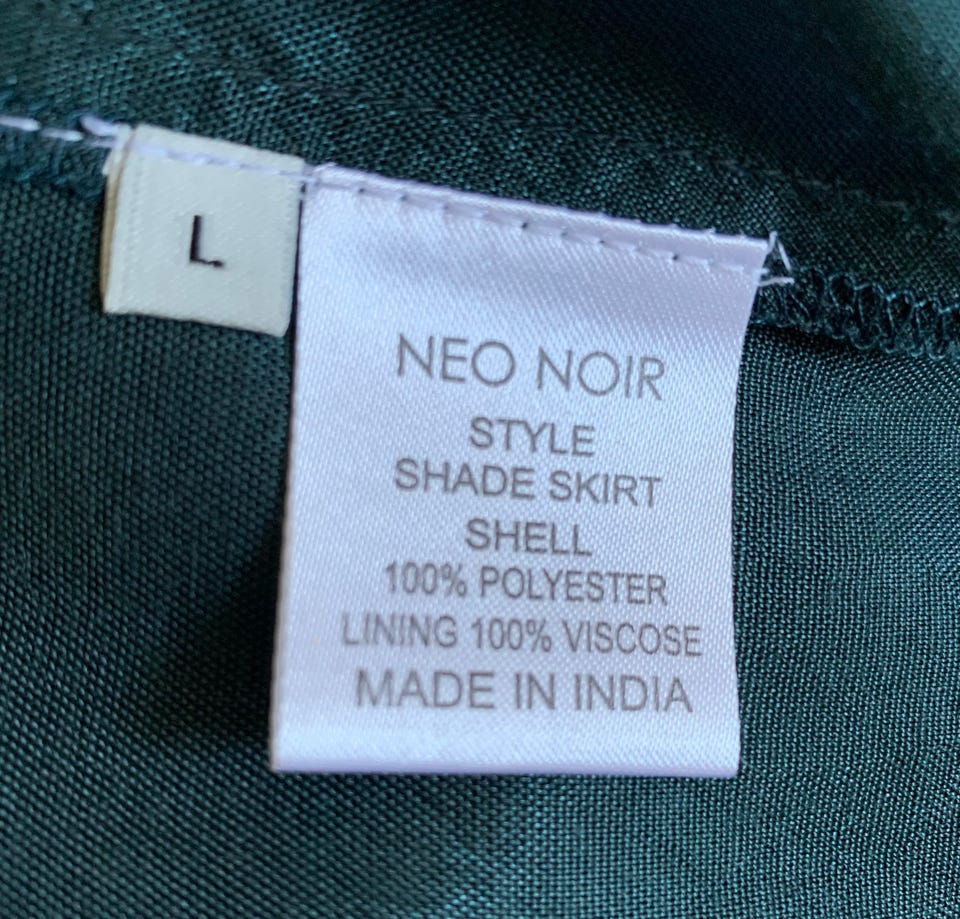 L
NEO NOIR
STYLE
SHADE SKIRT
SHELL
100% POLYESTER
LINING 100% VISCOSE
MADE IN INDIA